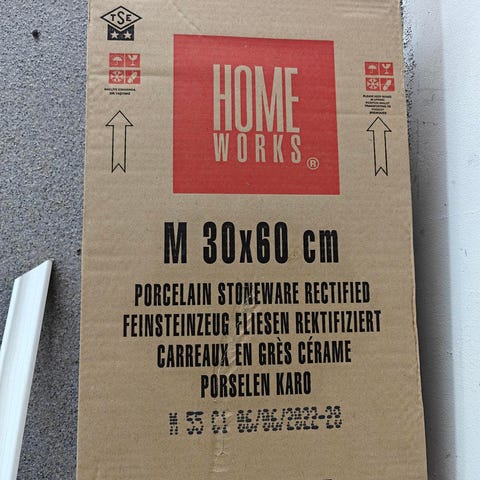 TSE
HOME
WORKS®
M 30x60 cm
PORCELAIN STONEWARE RECTIFIED
FEINSTEINZEUG FLIESEN REKTIFIZIERT
CARREAUX EN GRÈS CÉRAME
PORSELEN KARO